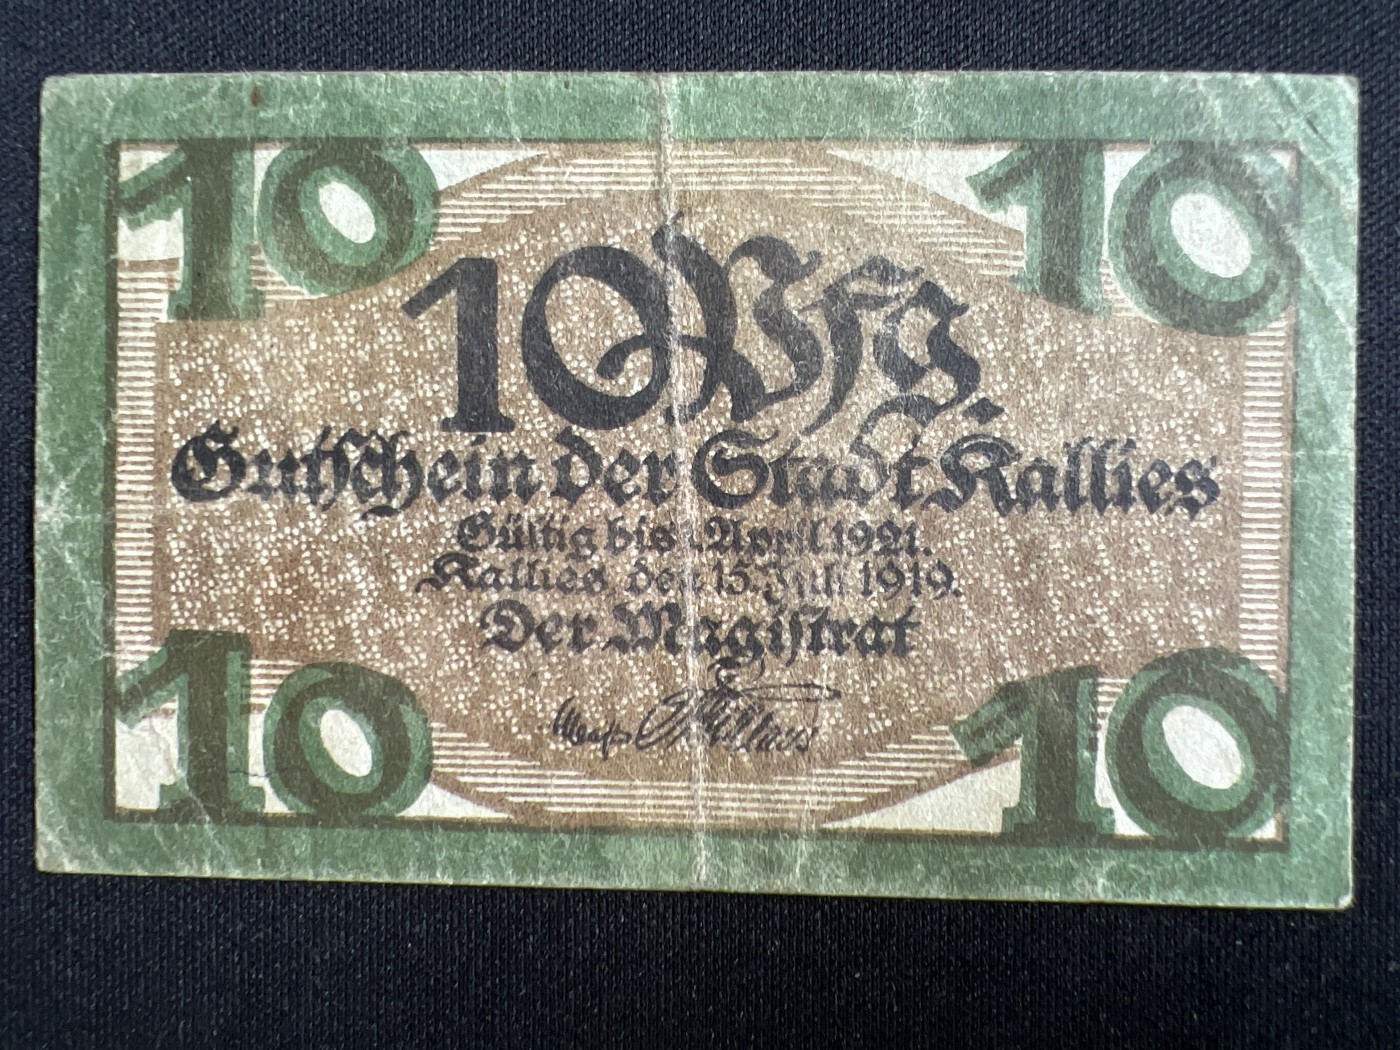 10 10
10 Pfg.
Gutschein der Stadt Kallies
Gültig bis 1. April 1921.
Kallies, den 15. Juli 1919.
Der Magistrat
10 10